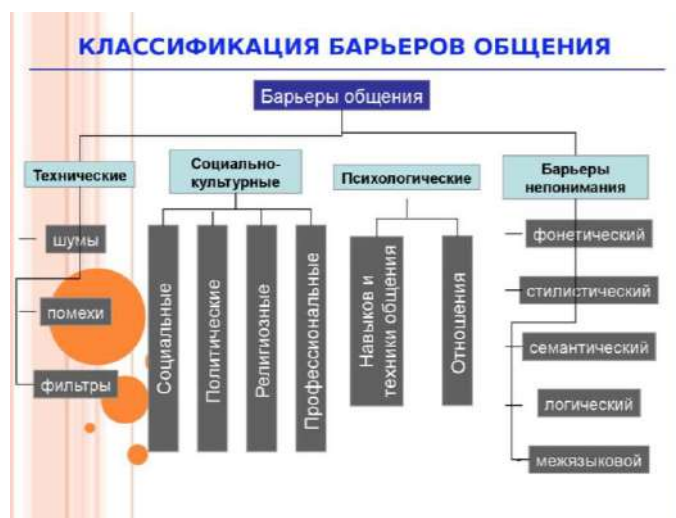 КЛАССИФИКАЦИЯ БАРЬЕРОВ ОБЩЕНИЯ
Барьеры общения
Технические
шумы
помехи
фильтры
Социально-
культурные
Социальные
Политические
Религиозные
Профессиональные
Психологические
Навыков и
техники общения
Отношения
Барьеры
непонимания
фонетический
стилистический
семантический
логический
межязыковой